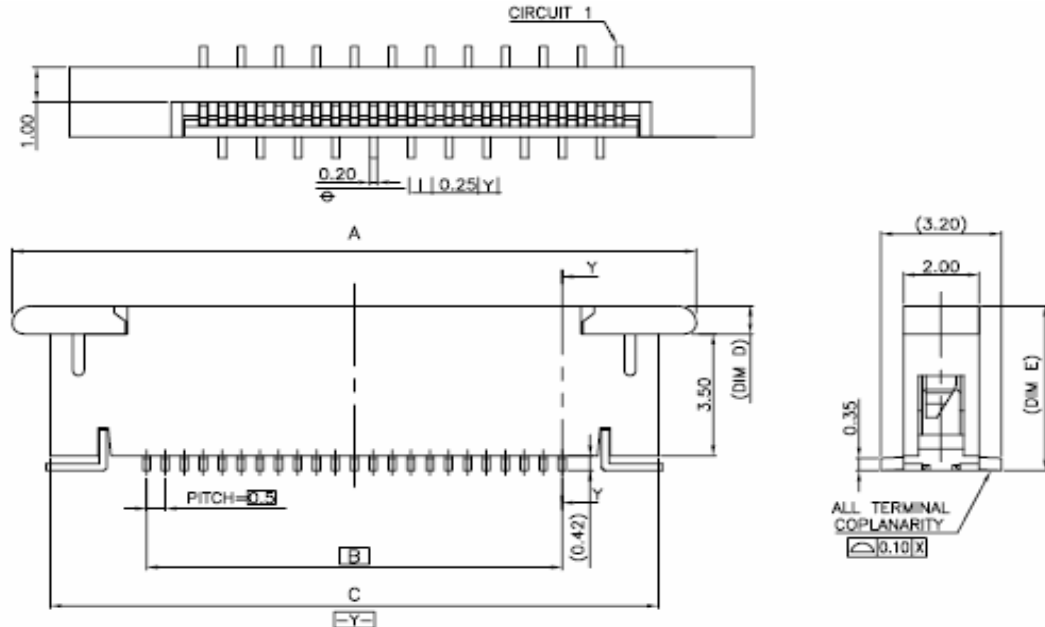 CIRCUIT 1
1.00
0.20
0.25 Y
A
Y
(DIM D)
3.50
PITCH=0.5
Y
(0.42)
B
C
-Y-
(3.20)
2.00
(DIM E)
0.35
ALL TERMINAL
COPLANARITY
0.10 X